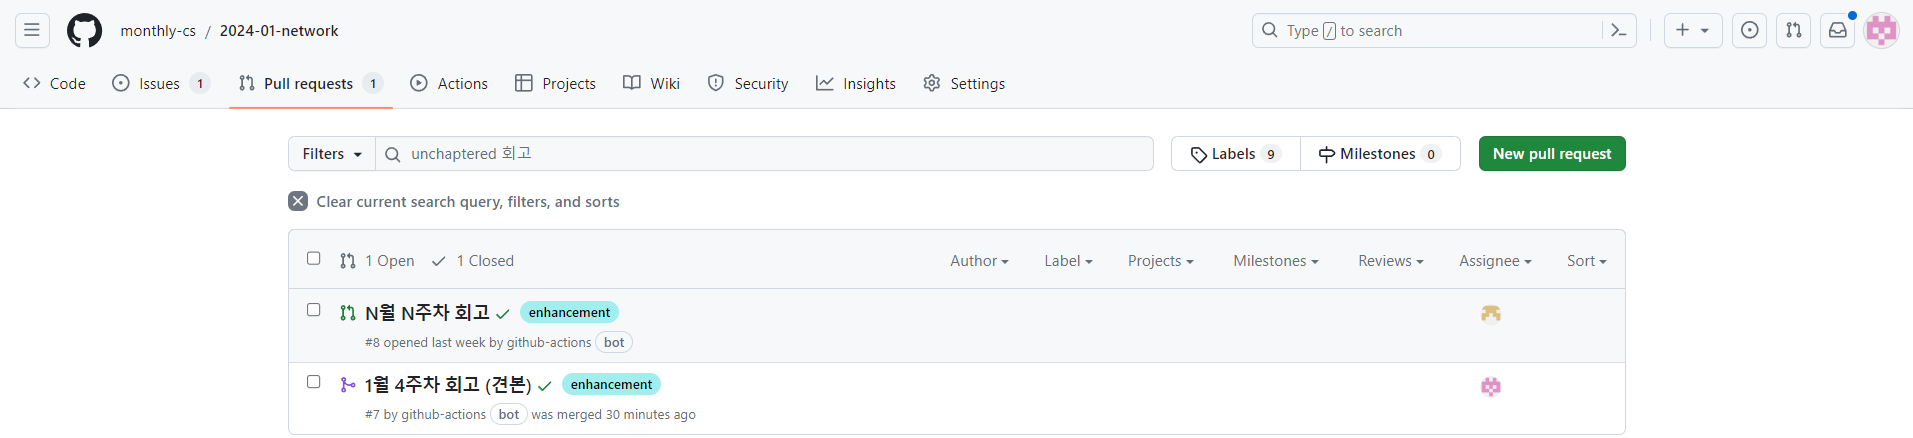 monthly-cs / 2024-01-network
Type / to search
Code
Issues 1
Pull requests 1
Actions
Projects
Wiki
Security
Insights
Settings
Filters
unchaptered 회고
Labels 9
Milestones 0
New pull request
Clear current search query, filters, and sorts
1 Open
1 Closed
Author
Label
Projects
Milestones
Reviews
Assignee
Sort
N월 N주차 회고 enhancement
#8 opened last week by github-actions bot
1월 4주차 회고 (견본) enhancement
#7 by github-actions bot was merged 30 minutes ago